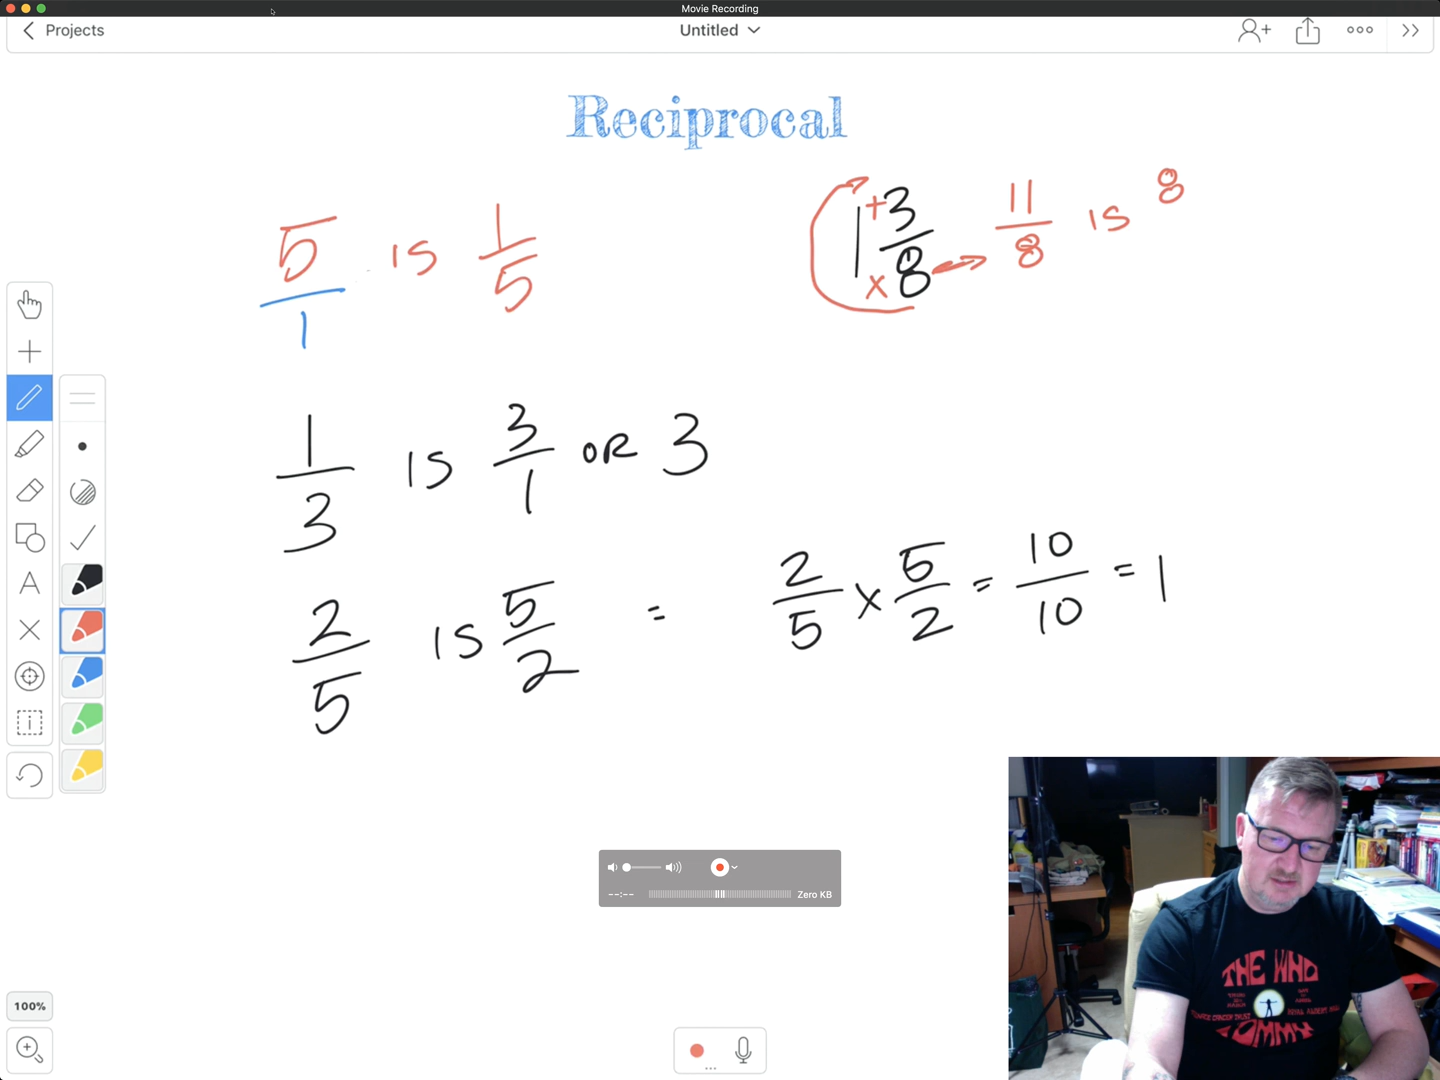 Movie Recording
Projects
Untitled
Reciprocal
5/1 is 1/5
1 + 3/8 x 11/8 is 8
1/3 is 3/1 OR 3
2/5 is 5/2 = 2/5 x 5/2 = 10/10 = 1
A
--:--
Zero KB
THE WHO
TOMMY
100%